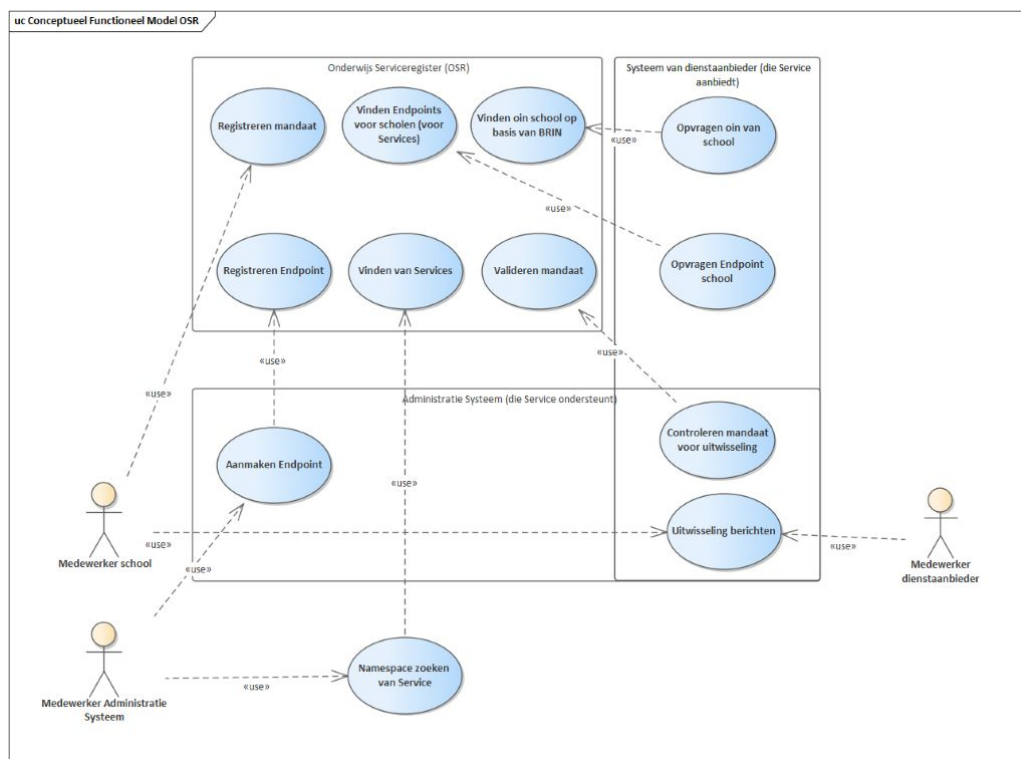 uc Conceptueel Functioneel Model OSR
Onderwijs Serviceregister (OSR)
Systeem van dienstaanbieder (die Service
aanbiedt)
Registreren mandaat
Vinden Endpoints
voor scholen (voor
Services)
Vinden oin school op
basis van BRIN
«use»
Opvragen oin van
school
«use»
Registreren Endpoint
Vinden van Services
Valideren mandaat
Opvragen Endpoint
school
«use»
«use»
«use»
Administratie Systeem (die Service ondersteunt)
Aanmaken Endpoint
Controleren mandaat
voor uitwisseling
«use»
Uitwisseling berichten
«use»
«use»
Medewerker school
Medewerker
dienstaanbieder
«use»
Namespace zoeken
van Service
«use»
Medewerker Administratie
Systeem